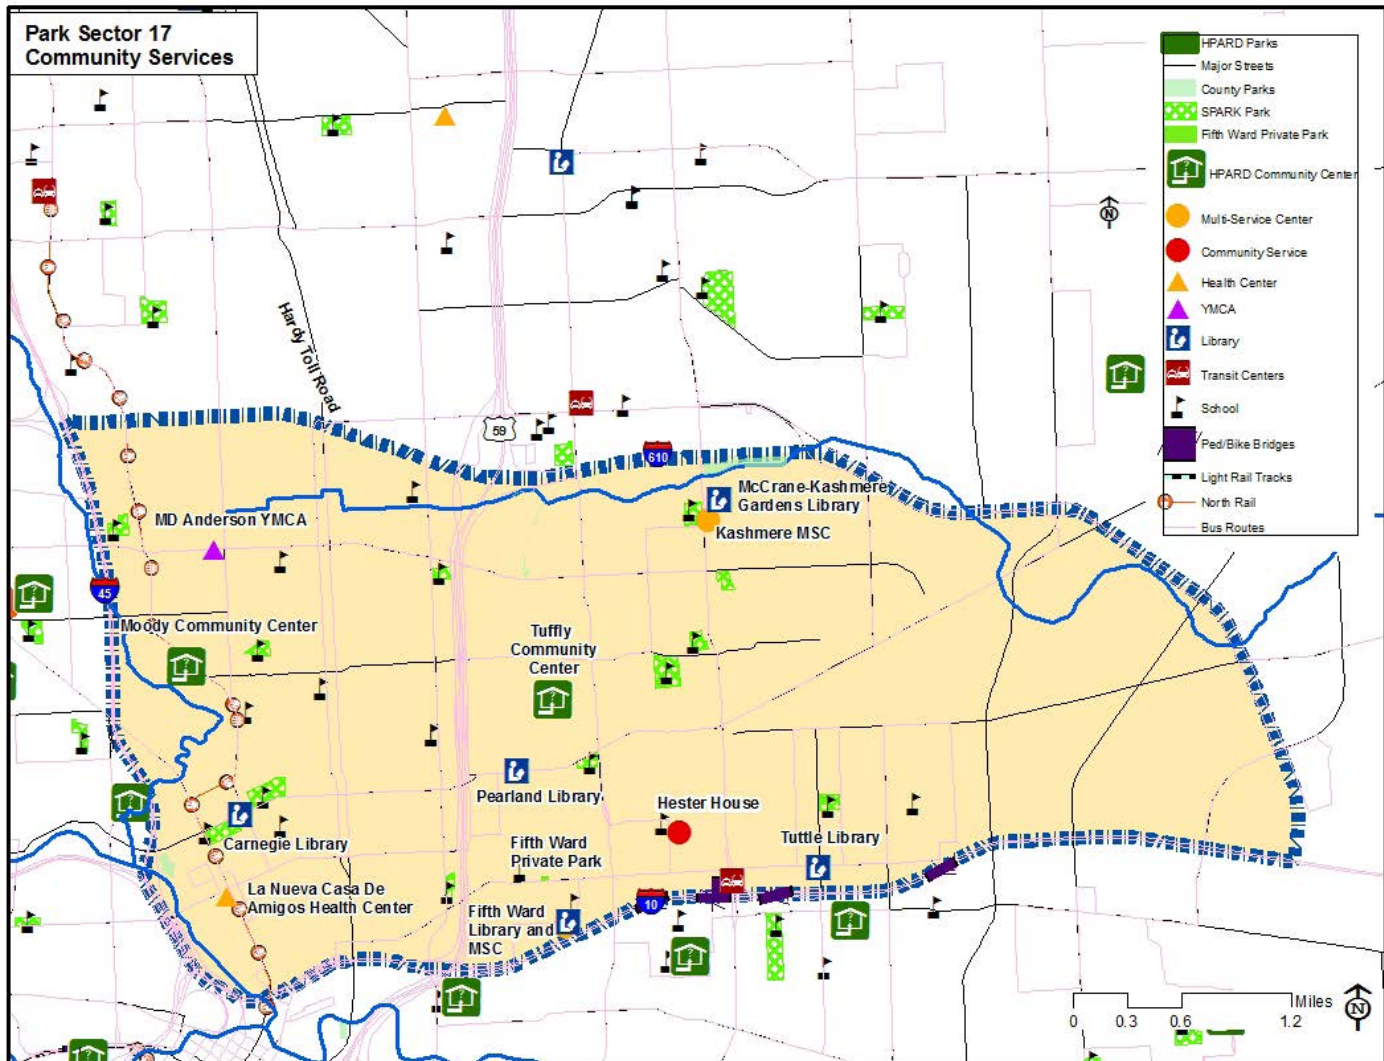 Park Sector 17
Community Services
HPARD Parks
Major Streets
County Parks
SPARK Park
Fifth Ward Private Park
HPARD Community Center
Multi-Service Center
Community Service
Health Center
YMCA
Library
Transit Centers
School
Ped/Bike Bridges
Light Rail Tracks
North Rail
Bus Routes
N
Hardy Toll Road
59
610
McCrane-Kashmere
Gardens Library
Kashmere MSC
MD Anderson YMCA
45
Moody Community Center
Tuffly
Community
Center
Pearland Library
Hester House
Carnegie Library
Tuttle Library
Fifth Ward
Private Park
La Nueva Casa De
Amigos Health Center
10
Fifth Ward
Library and
MSC
Miles
0 0.3 0.6 1.2
N